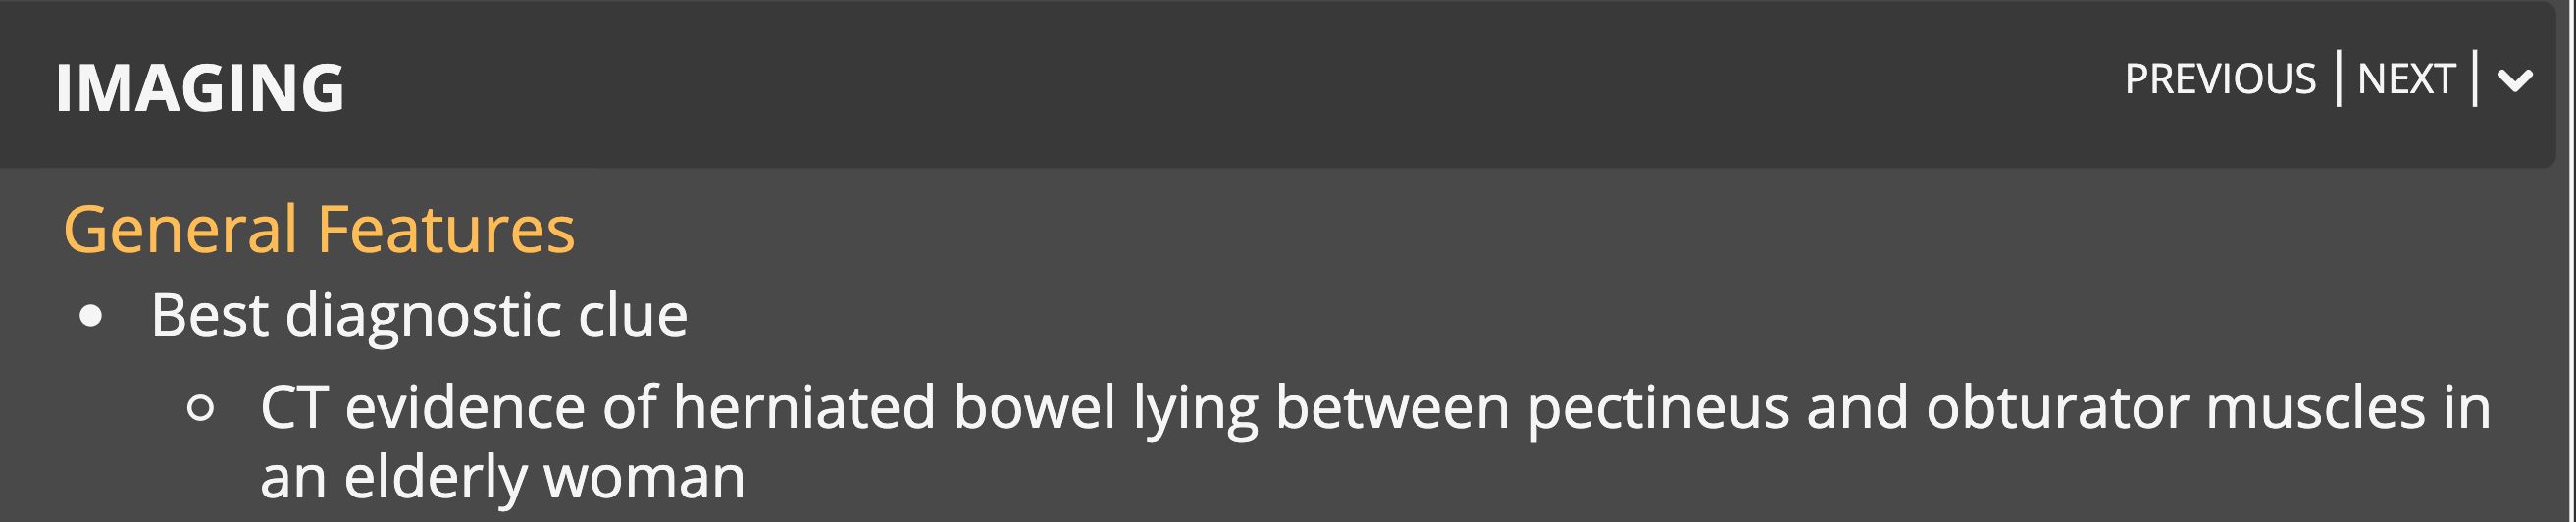 IMAGING
PREVIOUS | NEXT |
General Features
• Best diagnostic clue
○ CT evidence of herniated bowel lying between pectineus and obturator muscles in
an elderly woman